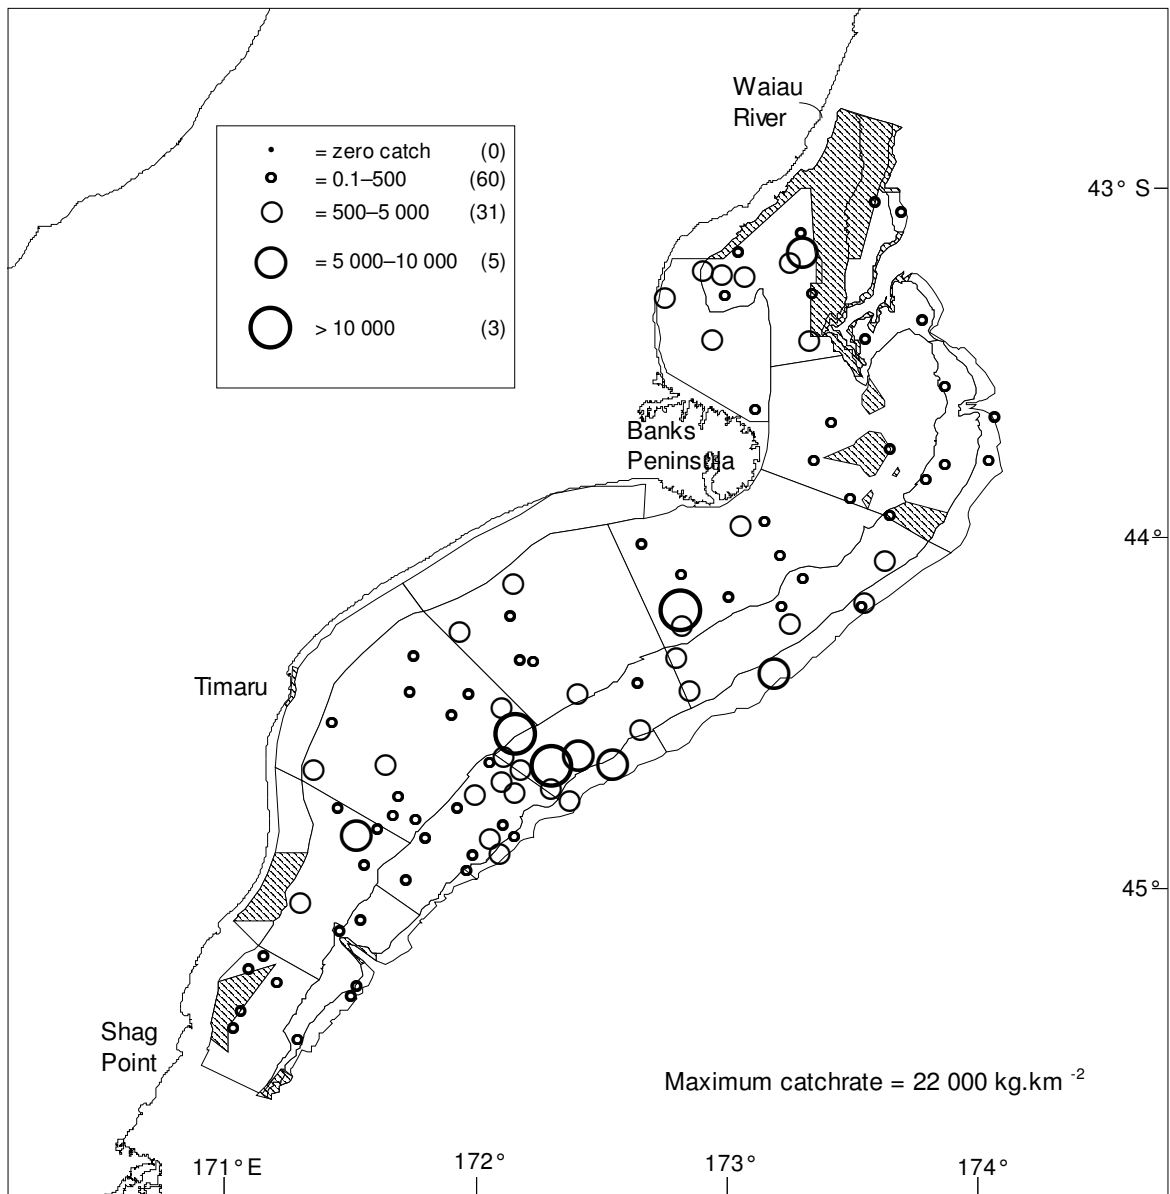 Waiau
River
= zero catch (0)
= 0.1–500 (60)
= 500–5 000 (31)
= 5 000–10 000 (5)
> 10 000 (3)
43° S
Banks
Peninsula
44°
Timaru
45°
Shag
Point
Maximum catchrate = 22 000 kg.km -2
171° E 172° 173° 174°